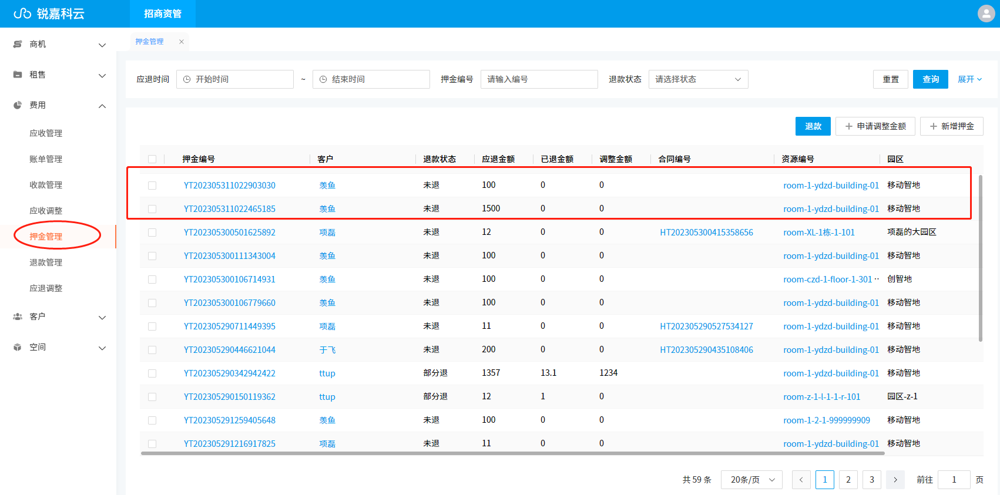 锐嘉科云 招商资管
押金管理 ×
商机
租售
费用
应收管理
账单管理
收款管理
应收调整
押金管理
退款管理
应退调整
客户
空间
应退时间 开始时间 ~ 结束时间 押金编号 请输入编号 退款状态 请选择状态 重置 查询 展开
退款 + 申请调整金额 + 新增押金
押金编号 客户 退款状态 应退金额 已退金额 调整金额 合同编号 资源编号 园区
YT202305311022903030 羡鱼 未退 100 0 0 room-1-ydzd-building-01 移动智地
YT202305311022465185 羡鱼 未退 1500 0 0 room-1-ydzd-building-01 移动智地
YT202305300501625892 项磊 未退 12 0 0 HT202305300415358656 room-XL-1栋-1-101 项磊的大园区
YT202305300111343004 羡鱼 未退 100 0 0 room-1-ydzd-building-01 移动智地
YT202305300106714931 羡鱼 未退 100 0 0 room-czd-1-floor-1-301 ·· 创智地
YT202305300106779660 羡鱼 未退 100 0 0 room-1-ydzd-building-01 移动智地
YT202305290711449395 项磊 未退 11 0 0 HT202305290527534127 room-1-ydzd-building-01 移动智地
YT202305290446621044 于飞 未退 200 0 0 HT202305290435108406 room-1-ydzd-building-01 移动智地
YT202305290342942422 ttup 部分退 1357 13.1 1234 room-1-ydzd-building-01 移动智地
YT202305290150119362 ttup 部分退 12 1 0 room-z-1-l-1-1-r-101 园区-z-1
YT202305291259405648 羡鱼 未退 100 0 0 room-1-2-1-999999909 移动智地
YT202305291216917825 项磊 未退 11 0 0 room-1-ydzd-building-01 移动智地
共 59 条 20条/页 < 1 2 3 > 前往 1 页